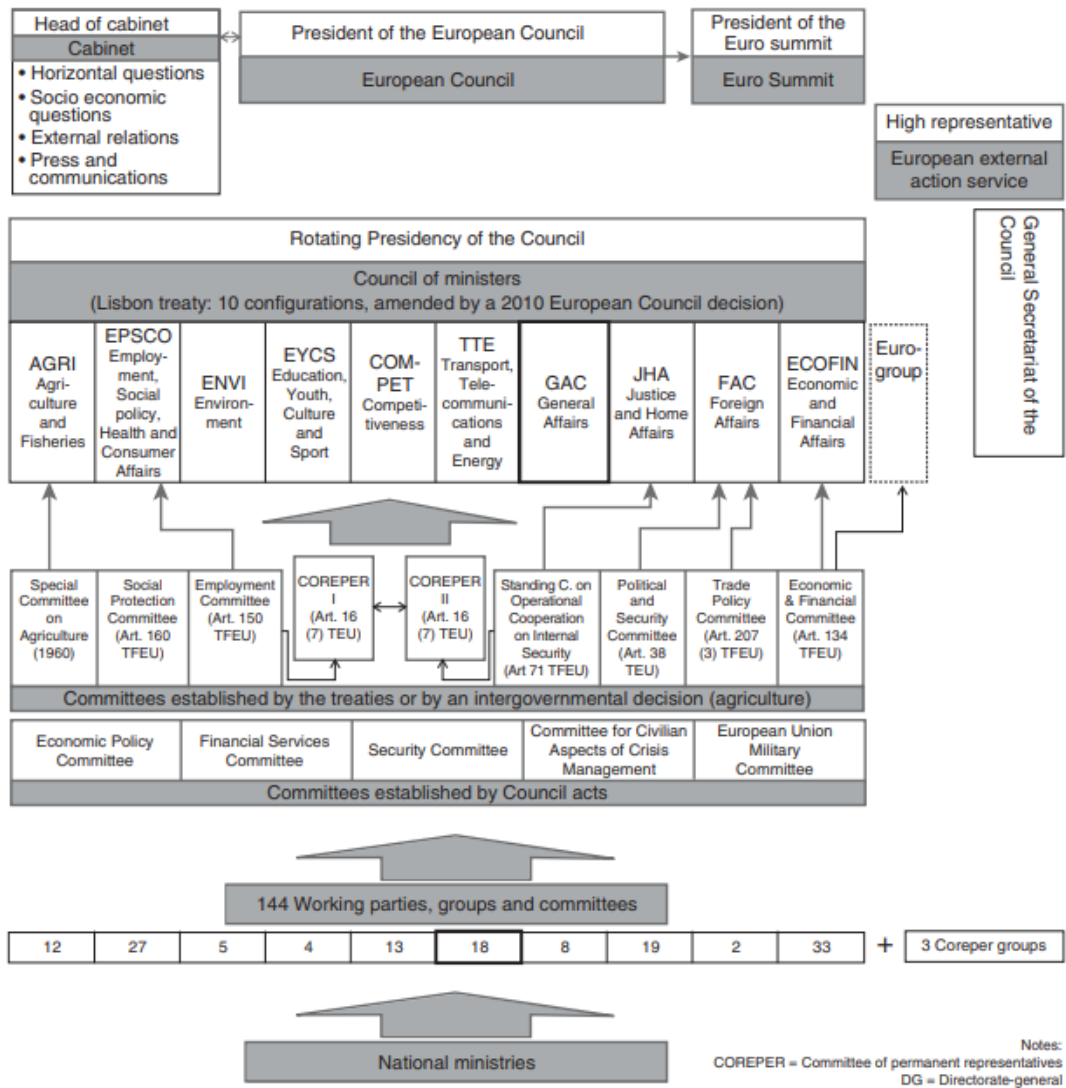 Head of cabinet
Cabinet
• Horizontal questions
• Socio economic
questions
• External relations
• Press and
communications
President of the European Council
European Council
President of the
Euro summit
Euro Summit
High representative
European external
action service
General Secretariat of the
Council
Rotating Presidency of the Council
Council of ministers
(Lisbon treaty: 10 configurations, amended by a 2010 European Council decision)
AGRI
Agri-
culture
and
Fisheries
EPSCO
Employ-
ment,
Social
policy,
Health and
Consumer
Affairs
ENVI
Environ-
ment
EYCS
Education,
Youth,
Culture
and
Sport
COM-
PET
Competi-
tiveness
TTE
Transport,
Tele-
communi-
cations
and
Energy
GAC
General
Affairs
JHA
Justice
and Home
Affairs
FAC
Foreign
Affairs
ECOFIN
Economic
and
Financial
Affairs
Euro-
group
Special
Committee
on
Agriculture
(1960)
Social
Protection
Committee
(Art. 160
TFEU)
Employment
Committee
(Art. 150
TFEU)
COREPER
I
(Art. 16
(7) TEU)
COREPER
II
(Art. 16
(7) TEU)
Standing C. on
Operational
Cooperation
on Internal
Security
(Art 71 TFEU)
Political
and
Security
Committee
(Art. 38
TEU)
Trade
Policy
Committee
(Art. 207
(3) TFEU)
Economic
& Financial
Committee
(Art. 134
TFEU)
Committees established by the treaties or by an intergovernmental decision (agriculture)
Economic Policy
Committee
Financial Services
Committee
Security Committee
Committee for Civilian
Aspects of Crisis
Management
European Union
Military
Committee
Committees established by Council acts
144 Working parties, groups and committees
12 27 5 4 13 18 8 19 2 33 + 3 Coreper groups
National ministries
Notes:
COREPER = Committee of permanent representatives
DG = Directorate-general